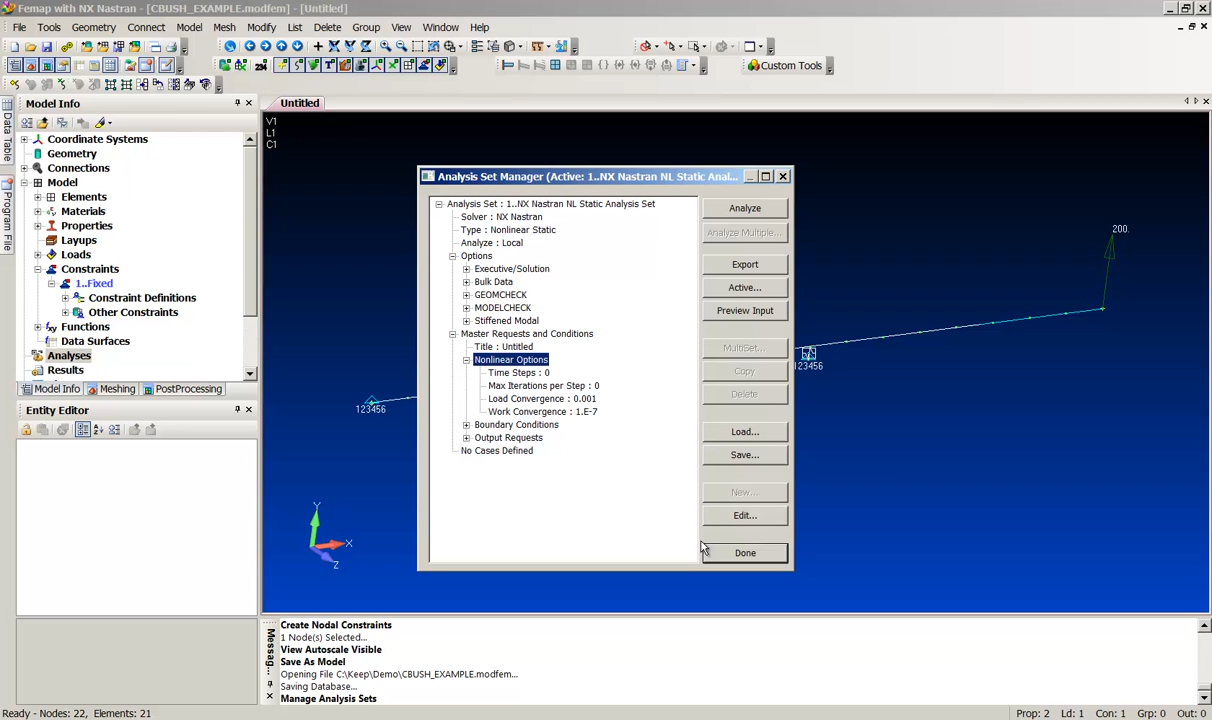 Femap with NX Nastran - [CBUSH_EXAMPLE.modfem] - [Untitled]
File Tools Geometry Connect Model Mesh Modify List Delete Group View Window Help
234
Custom Tools
Data Table
Program File
Model Info
Coordinate Systems
Geometry
Connections
Model
Elements
Materials
Properties
Layups
Loads
Constraints
1..Fixed
Constraint Definitions
Other Constraints
Functions
Data Surfaces
Analyses
Results
Model Info Meshing PostProcessing
Entity Editor
Untitled
V1
L1
C1
123456
123456
200.
Y
X
Z
Analysis Set Manager (Active: 1..NX Nastran NL Static Anal...
Analysis Set : 1..NX Nastran NL Static Analysis Set
Solver : NX Nastran
Type : Nonlinear Static
Analyze : Local
Options
Executive/Solution
Bulk Data
GEOMCHECK
MODELCHECK
Stiffened Modal
Master Requests and Conditions
Title : Untitled
Nonlinear Options
Time Steps : 0
Max Iterations per Step : 0
Load Convergence : 0.001
Work Convergence : 1.E-7
Boundary Conditions
Output Requests
No Cases Defined
Analyze
Analyze Multiple...
Export
Active...
Preview Input
MultiSet...
Copy
Delete
Load...
Save...
New...
Edit...
Done
Messag...
Create Nodal Constraints
1 Node(s) Selected...
View Autoscale Visible
Save As Model
Opening File C:\Keep\Demo\CBUSH_EXAMPLE.modfem...
Saving Database...
Manage Analysis Sets
Ready - Nodes: 22, Elements: 21
Prop: 2 Ld: 1 Con: 1 Grp: 0 Out: 0